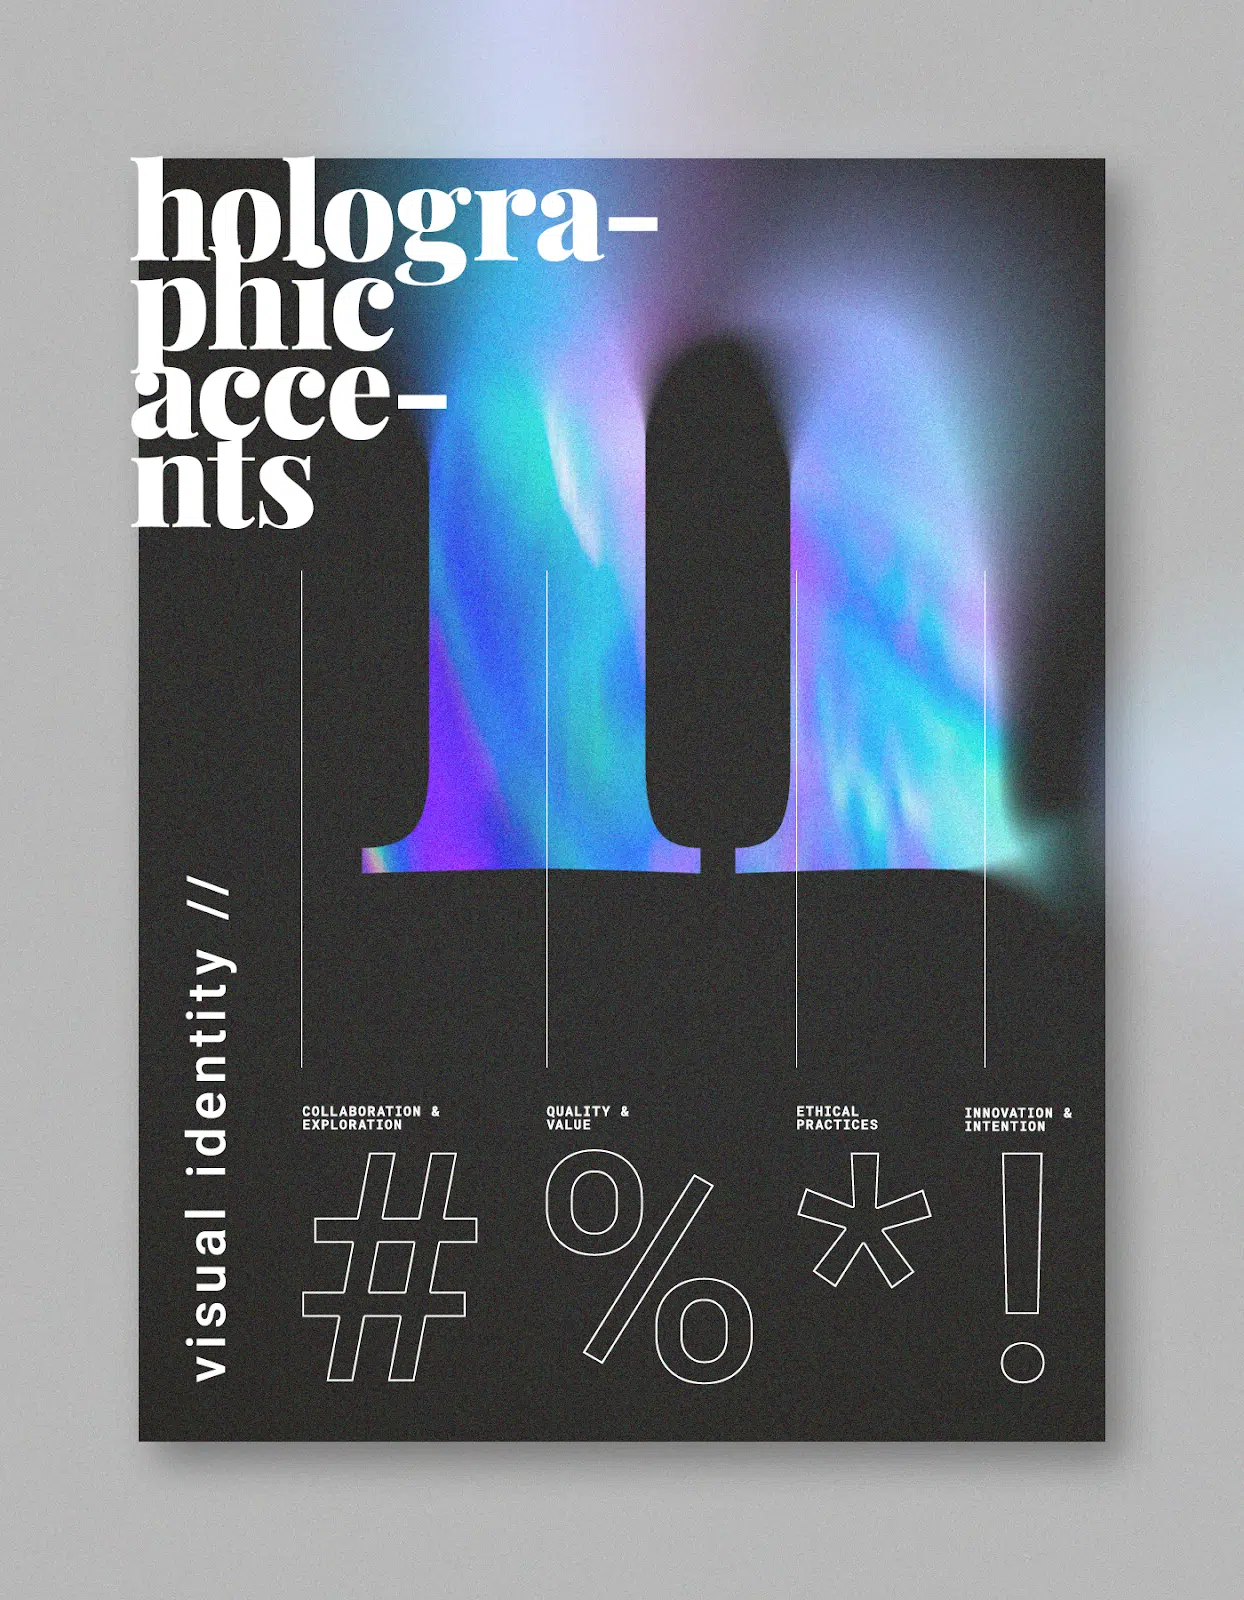 hologra-
phic
acce-
nts
n
visual identity //
COLLABORATION &
EXPLORATION
QUALITY &
VALUE
ETHICAL
PRACTICES
INNOVATION &
INTENTION
# % * !